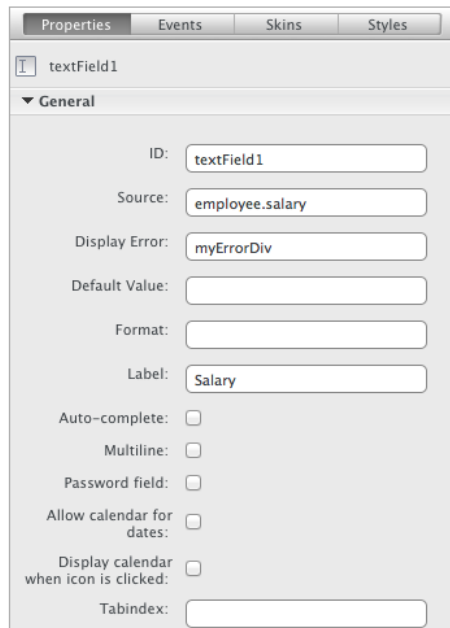 Properties Events Skins Styles
textField1
General
ID: textField1
Source: employee.salary
Display Error: myErrorDiv
Default Value:
Format:
Label: Salary
Auto-complete:
Multiline:
Password field:
Allow calendar for
dates:
Display calendar
when icon is clicked:
Tabindex: